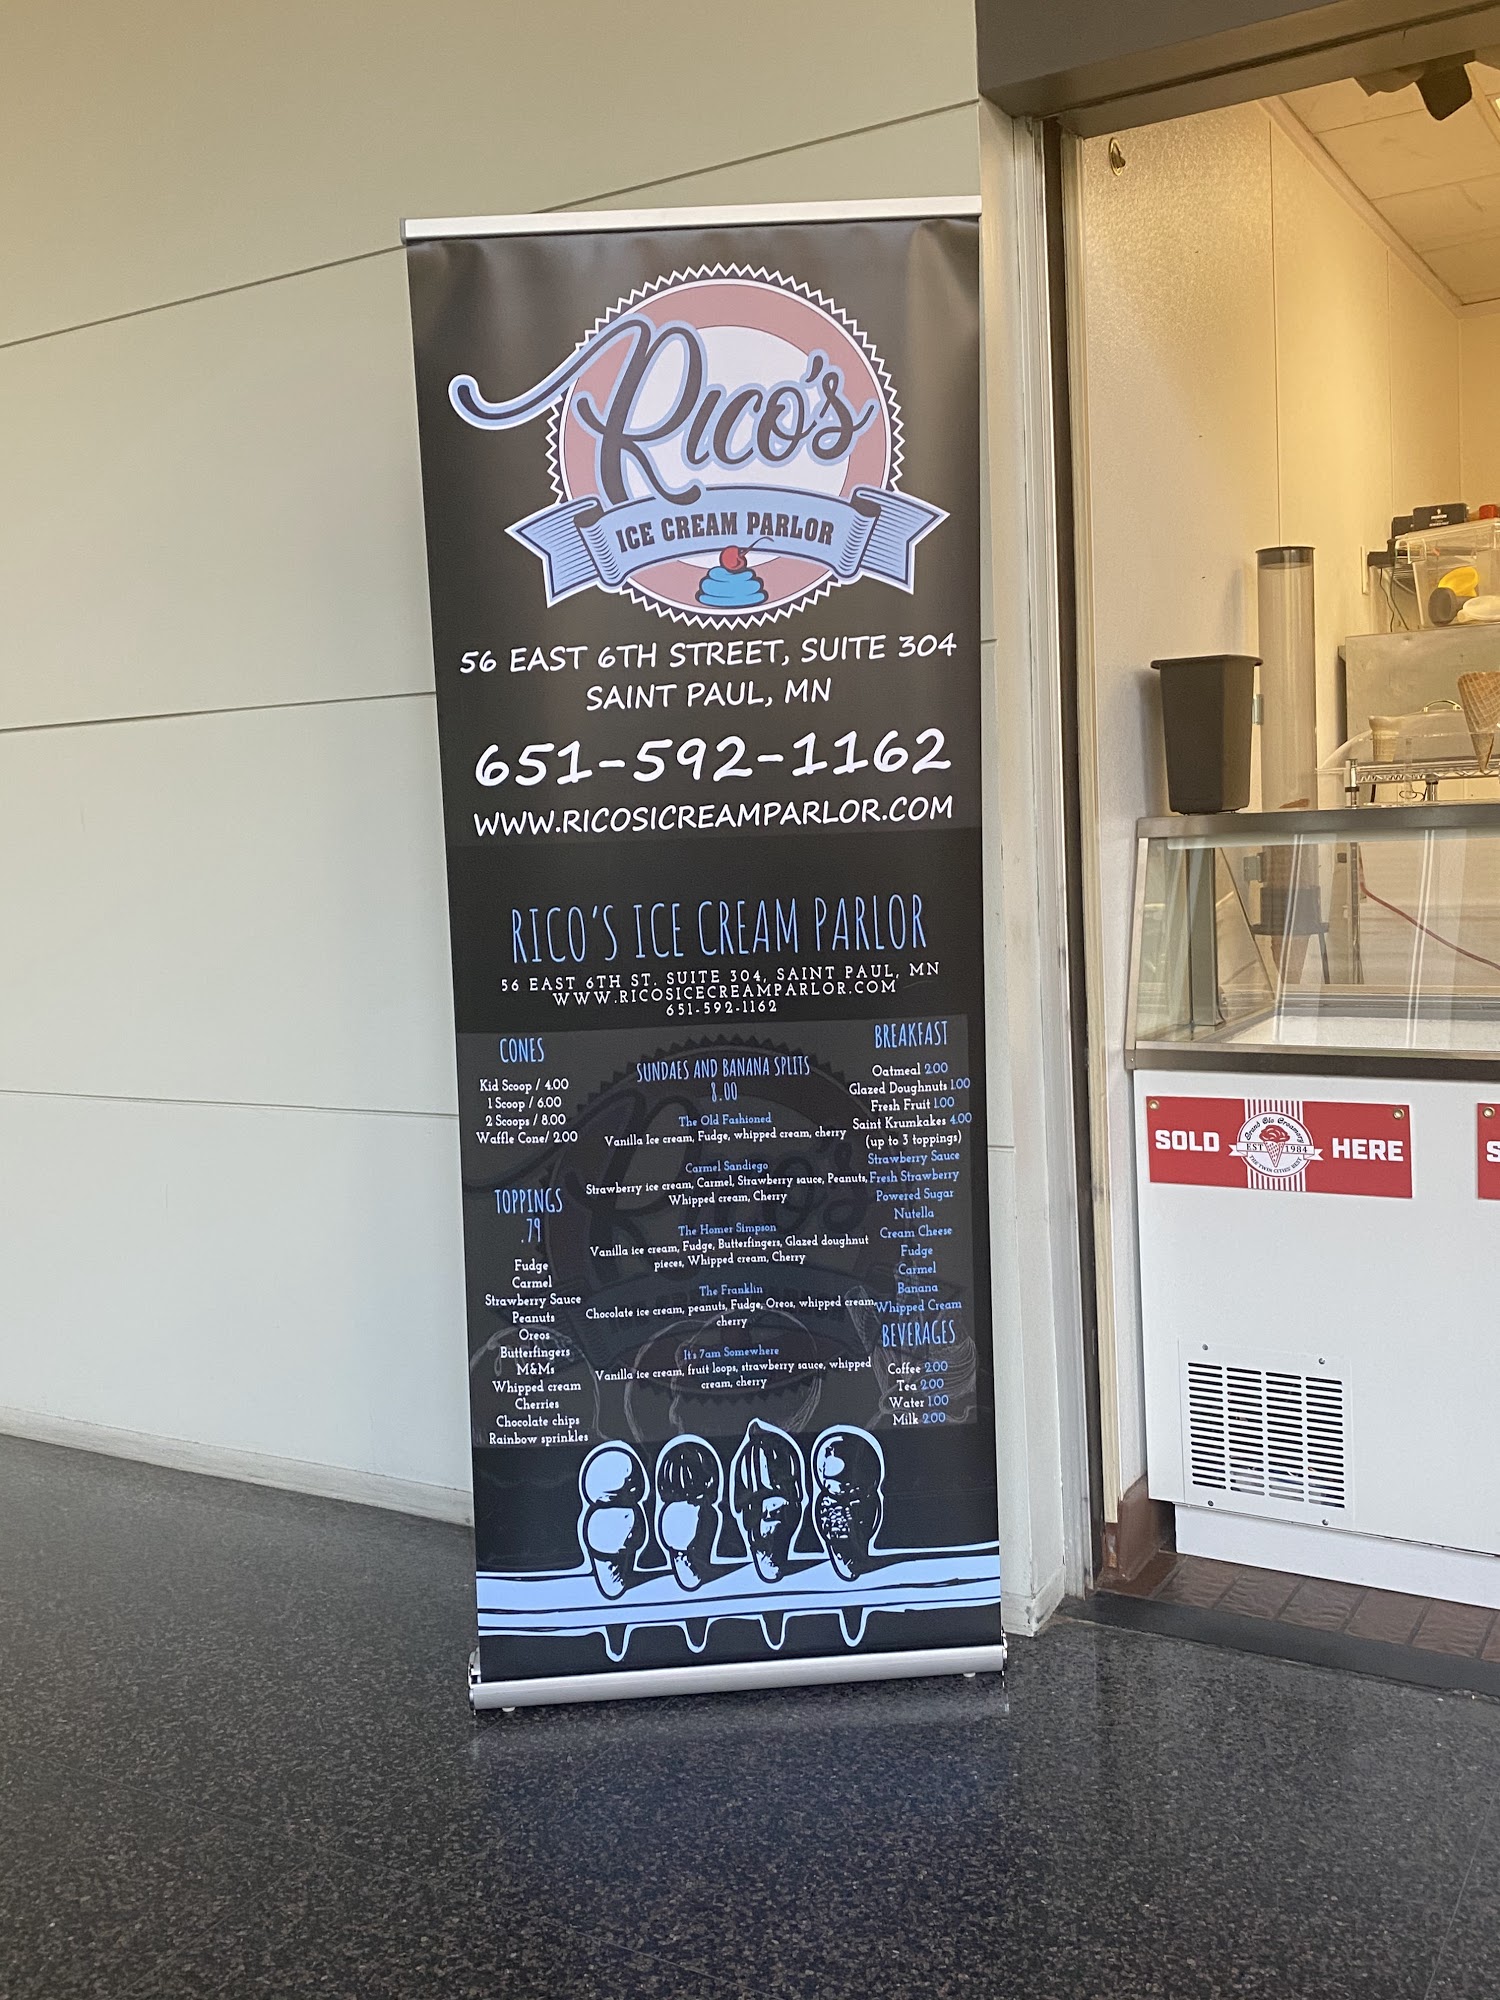 Rico's
ICE CREAM PARLOR
56 EAST 6TH STREET, SUITE 304
SAINT PAUL, MN
651-592-1162
WWW.RICOSICREAMPARLOR.COM
RICO'S ICE CREAM PARLOR
56 EAST 6TH ST. SUITE 304, SAINT PAUL, MN
WWW.RICOSICECREAMPARLOR.COM
651-592-1162
CONES
Kid Scoop / 4.00
1 Scoop / 6.00
2 Scoops / 8.00
Waffle Cone/ 2.00
TOPPINGS
.79
Fudge
Carmel
Strawberry Sauce
Peanuts
Oreos
Butterfingers
M&Ms
Whipped cream
Cherries
Chocolate chips
Rainbow sprinkles
SUNDAES AND BANANA SPLITS
8.00
The Old Fashioned
Vanilla Ice cream, Fudge, whipped cream, cherry
Carmel Sandiego
Strawberry ice cream, Carmel, Strawberry sauce, Peanuts,
Whipped cream, Cherry
The Homer Simpson
Vanilla ice cream, Fudge, Butterfingers, Glazed doughnut
pieces, Whipped cream, Cherry
The Franklin
Chocolate ice cream, peanuts, Fudge, Oreos, whipped cream,
cherry
It's 7am Somewhere
Vanilla ice cream, fruit loops, strawberry sauce, whipped
cream, cherry
BREAKFAST
Oatmeal 2.00
Glazed Doughnuts 1.00
Fresh Fruit 1.00
Saint Krumkakes 4.00
(up to 3 toppings)
Strawberry Sauce
Fresh Strawberry
Powered Sugar
Nutella
Cream Cheese
Fudge
Carmel
Banana
Whipped Cream
BEVERAGES
Coffee 2.00
Tea 2.00
Water 1.00
Milk 2.00
SOLD HERE
Grand Ole Creamery
EST 1984
THE TWIN CITIES BEST
S